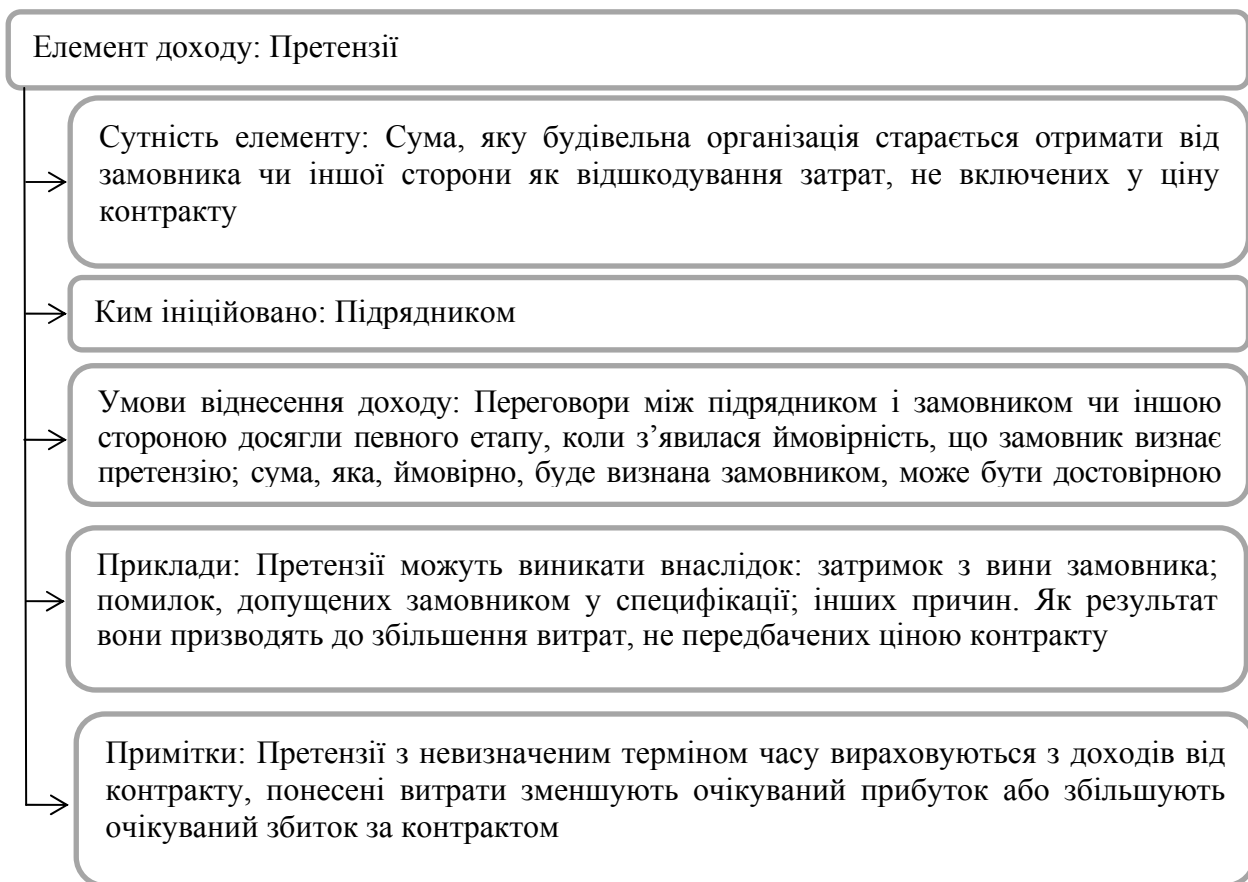 Елемент доходу: Претензії
Сутність елементу: Сума, яку будівельна організація старається отримати від
замовника чи іншої сторони як відшкодування затрат, не включених у ціну
контракту
Ким ініційовано: Підрядником
Умови віднесення доходу: Переговори між підрядником і замовником чи іншою
стороною досягли певного етапу, коли з’явилася ймовірність, що замовник визнає
претензію; сума, яка, ймовірно, буде визнана замовником, може бути достовірною
Приклади: Претензії можуть виникати внаслідок: затримок з вини замовника;
помилок, допущених замовником у специфікації; інших причин. Як результат
вони призводять до збільшення витрат, не передбачених ціною контракту
Примітки: Претензії з невизначеним терміном часу вираховуються з доходів від
контракту, понесені витрати зменшують очікуваний прибуток або збільшують
очікуваний збиток за контрактом